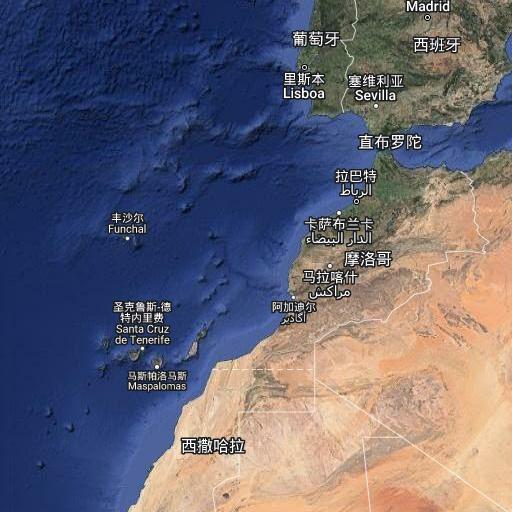 Madrid
葡萄牙
西班牙
里斯本
Lisboa
塞维利亚
Sevilla
直布罗陀
拉巴特
الرباط
丰沙尔
Funchal
卡萨布兰卡
الدار البيضاء
摩洛哥
马拉喀什
مراكش
阿加迪尔
أكادير
圣克鲁斯-德
特内里费
Santa Cruz
de Tenerife
马斯帕洛马斯
Maspalomas
西撒哈拉